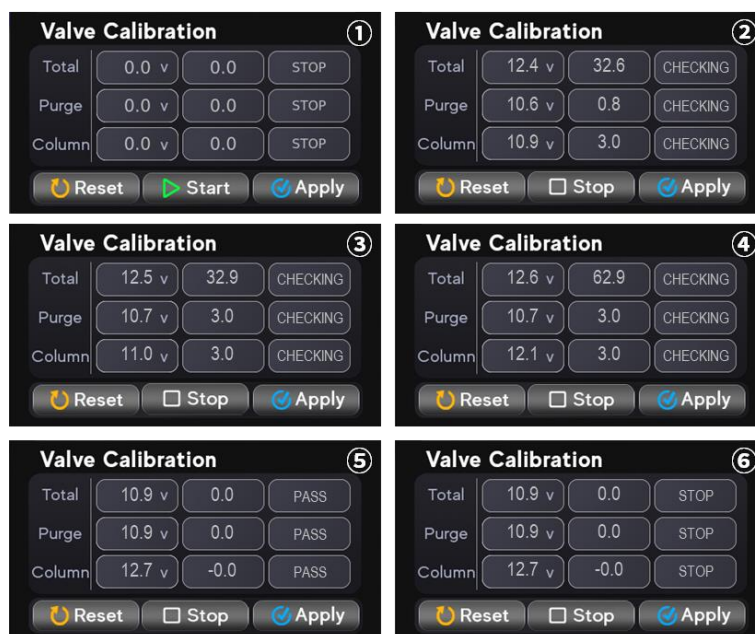 Valve Calibration ①
Total 0.0 v 0.0 STOP
Purge 0.0 v 0.0 STOP
Column 0.0 v 0.0 STOP
Reset Start Apply
Valve Calibration ②
Total 12.4 v 32.6 CHECKING
Purge 10.6 v 0.8 CHECKING
Column 10.9 v 3.0 CHECKING
Reset Stop Apply
Valve Calibration ③
Total 12.5 v 32.9 CHECKING
Purge 10.7 v 3.0 CHECKING
Column 11.0 v 3.0 CHECKING
Reset Stop Apply
Valve Calibration ④
Total 12.6 v 62.9 CHECKING
Purge 10.7 v 3.0 CHECKING
Column 12.1 v 3.0 CHECKING
Reset Stop Apply
Valve Calibration ⑤
Total 10.9 v 0.0 PASS
Purge 10.9 v 0.0 PASS
Column 12.7 v -0.0 PASS
Reset Stop Apply
Valve Calibration ⑥
Total 10.9 v 0.0 STOP
Purge 10.9 v 0.0 STOP
Column 12.7 v -0.0 STOP
Reset Stop Apply